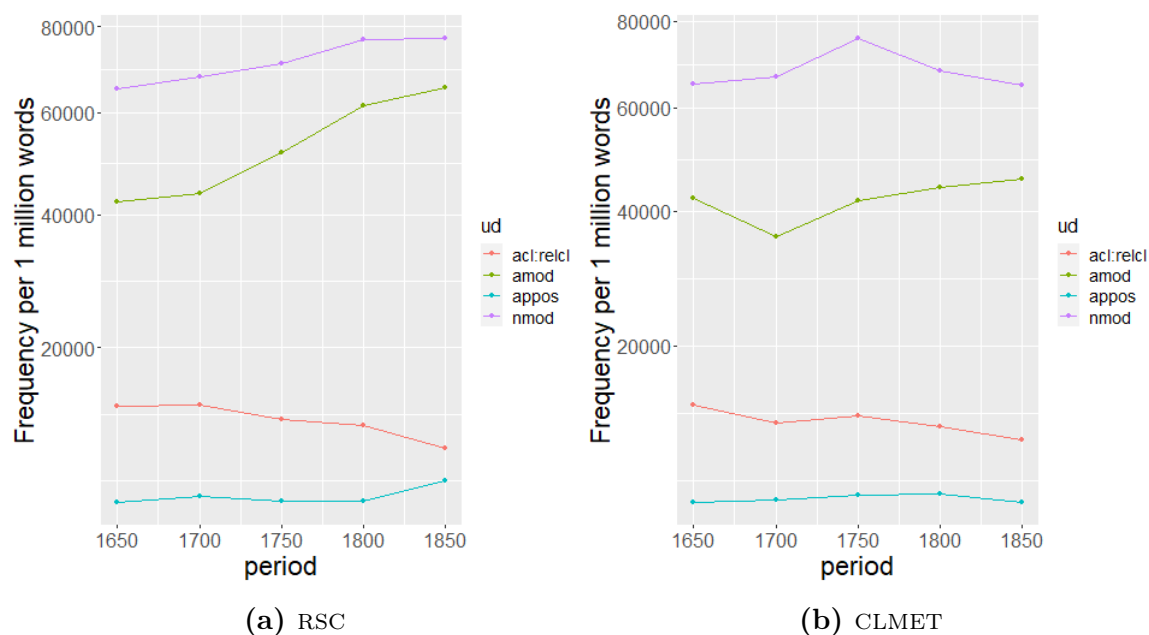 80000
60000
40000
20000
Frequency per 1 million words
1650 1700 1750 1800 1850
period
ud
acl:relcl
amod
appos
nmod
(a) RSC
80000
60000
40000
20000
Frequency per 1 million words
1650 1700 1750 1800 1850
period
ud
acl:relcl
amod
appos
nmod
(b) CLMET